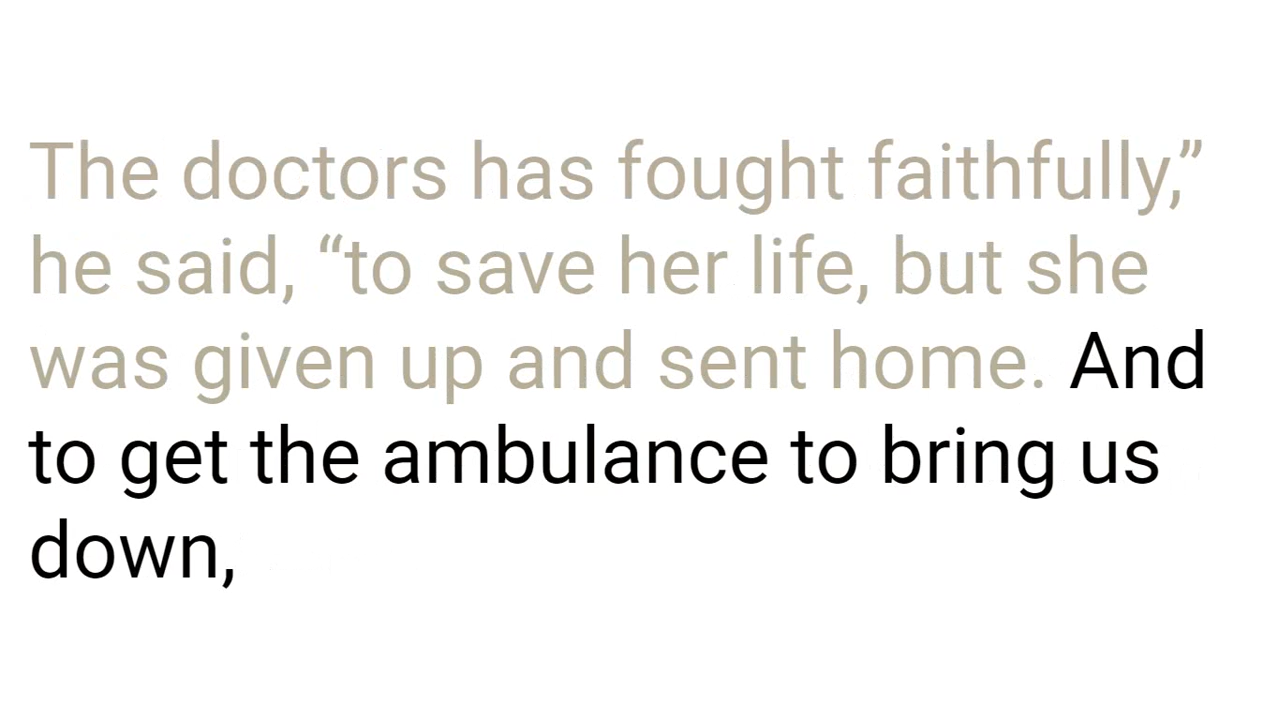 The doctors has fought faithfully,”
he said, “to save her life, but she
was given up and sent home. And
to get the ambulance to bring us
down,